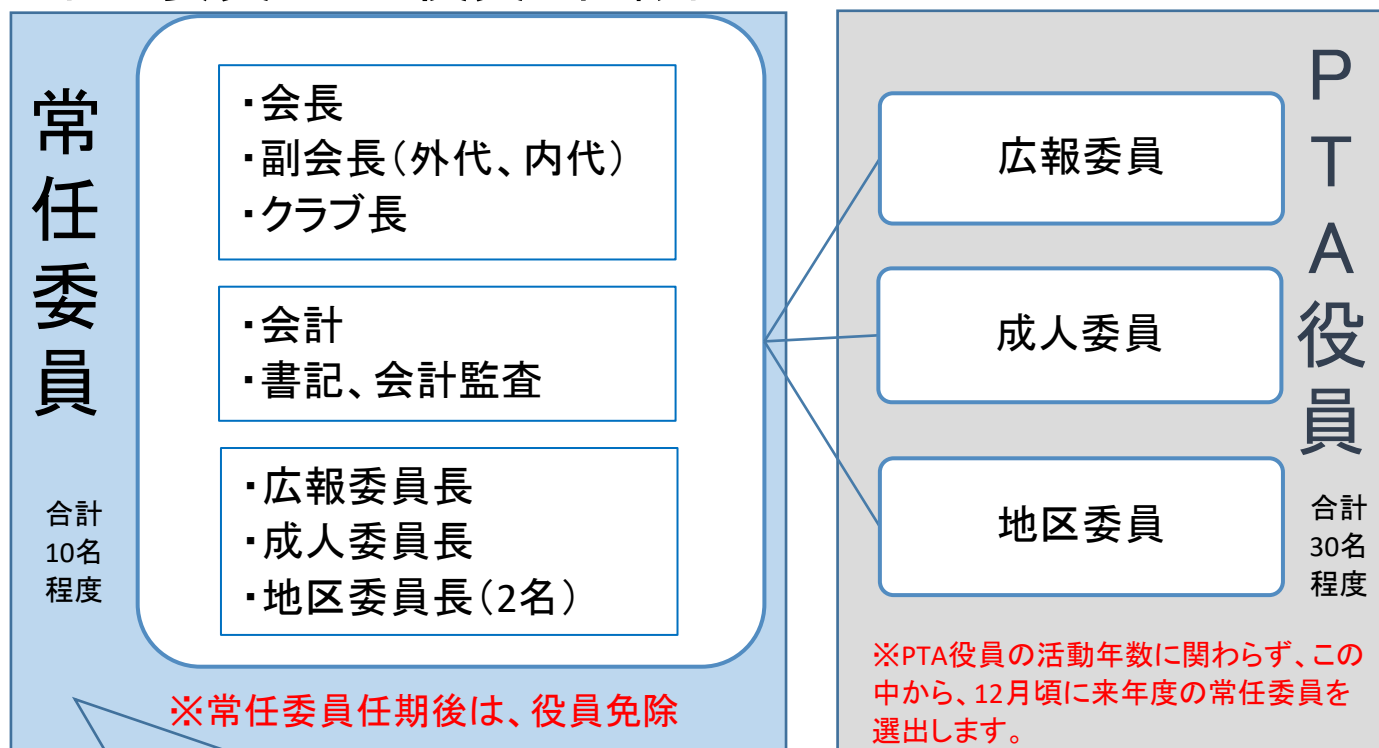 常任委員
合計
10名
程度
・会長
・副会長（外代、内代）
・クラブ長
・会計
・書記、会計監査
・広報委員長
・成人委員長
・地区委員長（2名）
※常任委員任期後は、役員免除
広報委員
成人委員
地区委員
PTA役員
合計
30名
程度
※PTA役員の活動年数に関わらず、この
中から、12月頃に来年度の常任委員を
選出します。